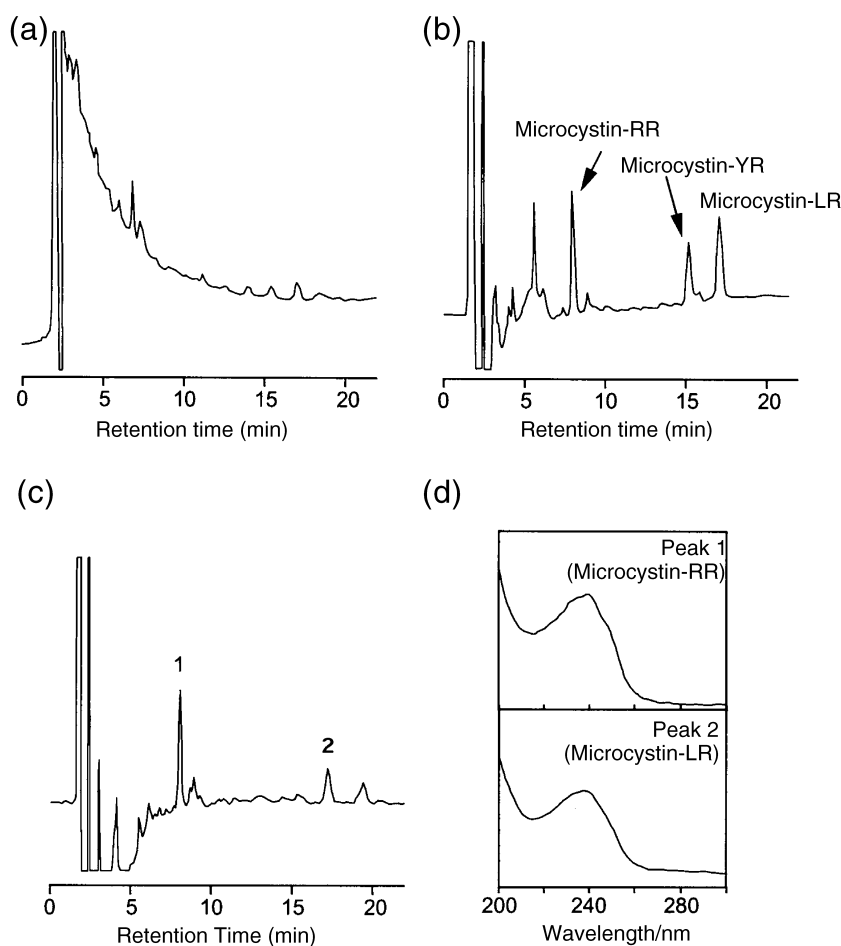 (a)
0 5 10 15 20
Retention time (min)
(b)
Microcystin-RR
Microcystin-YR
Microcystin-LR
0 5 10 15 20
Retention time (min)
(c)
1
2
0 5 10 15 20
Retention Time (min)
(d)
Peak 1
(Microcystin-RR)
Peak 2
(Microcystin-LR)
200 240 280
Wavelength/nm